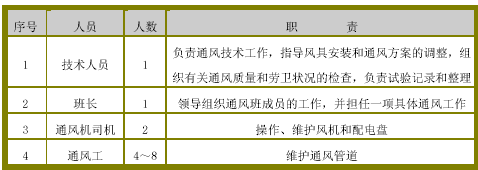 序号 人员 人数 职 责
1 技术人员 1 负责通风技术工作，指导风具安装和通风方案的调整，组
织有关通风质量和劳卫状况的检查，负责试验记录和整理
2 班长 1 领导组织通风班成员的工作，并担任一项具体通风工作
3 通风机司机 2 操作、维护风机和配电盘
4 通风工 4～8 维护通风管道